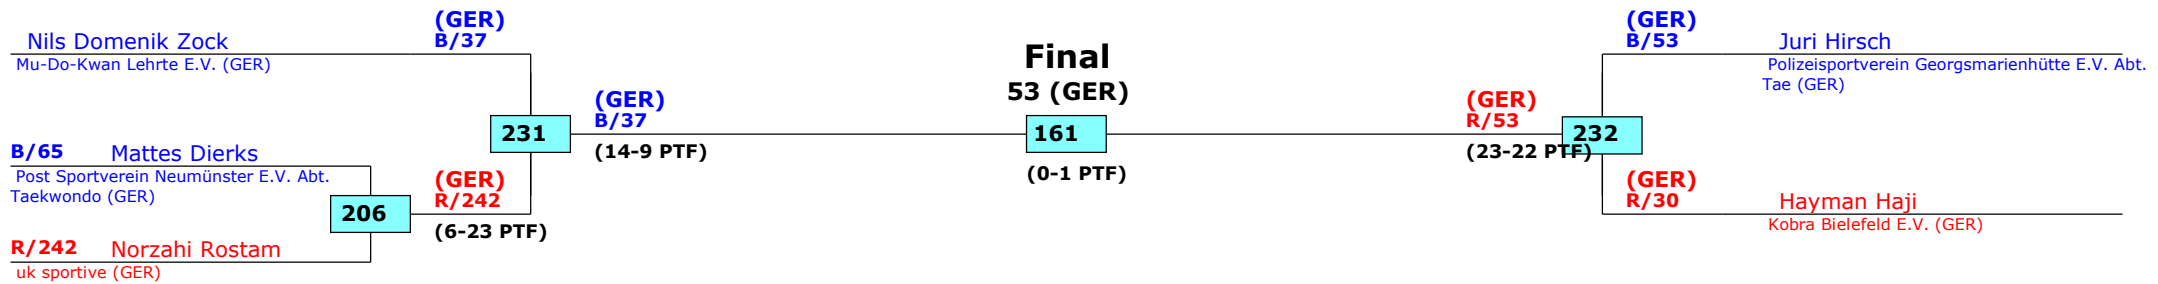 Nils Domenik Zock
Mu-Do-Kwan Lehrte E.V. (GER)
(GER)
B/37
B/65 Mattes Dierks
Post Sportverein Neumünster E.V. Abt.
Taekwondo (GER)
R/242 Norzahi Rostam
uk sportive (GER)
206
(GER)
R/242
(6-23 PTF)
231
(GER)
B/37
(14-9 PTF)
Final
53 (GER)
161
(0-1 PTF)
(GER)
R/53
(23-22 PTF)
232
(GER)
B/53
Juri Hirsch
Polizeisportverein Georgsmarienhütte E.V. Abt.
Tae (GER)
(GER)
R/30
Hayman Haji
Kobra Bielefeld E.V. (GER)